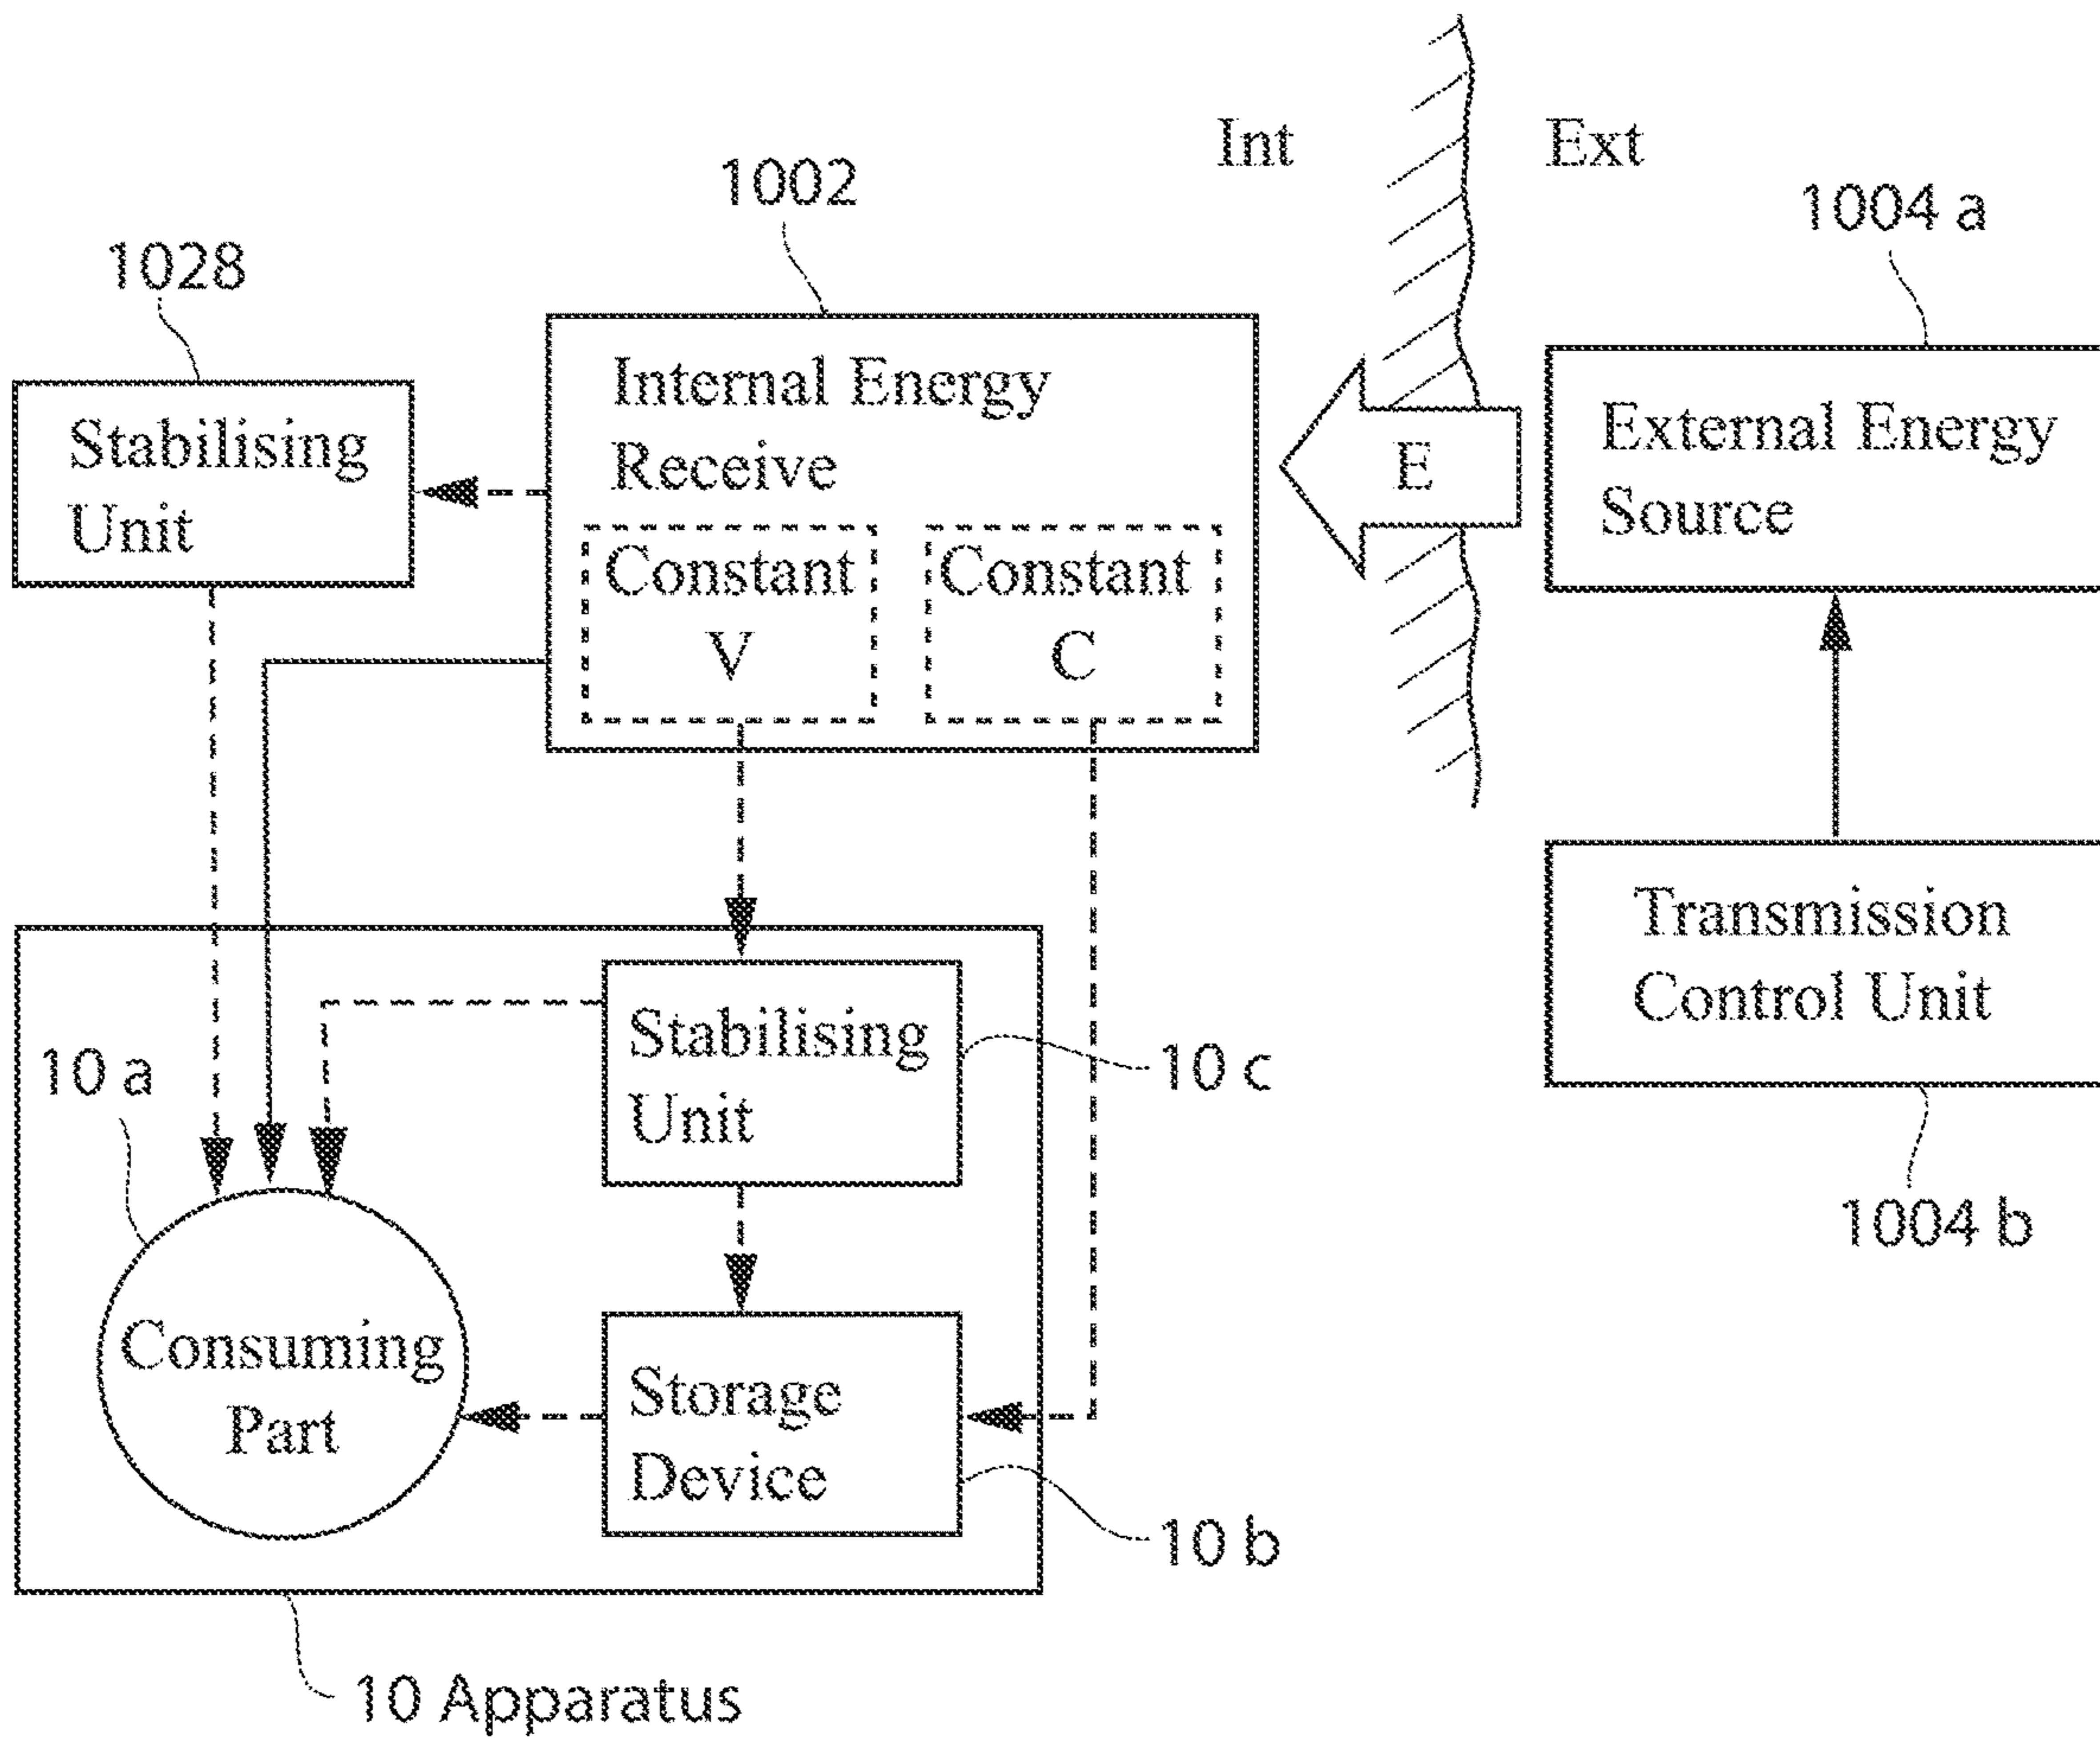 Int
Ext
1002
1004 a
1028
Internal Energy
Receive
Stabilising
Unit
E
External Energy
Source
Constant
V
Constant
C
Transmission
Control Unit
Stabilising
Unit
10 c
10 a
1004 b
Consuming
Part
Storage
Device
10 b
10 Apparatus